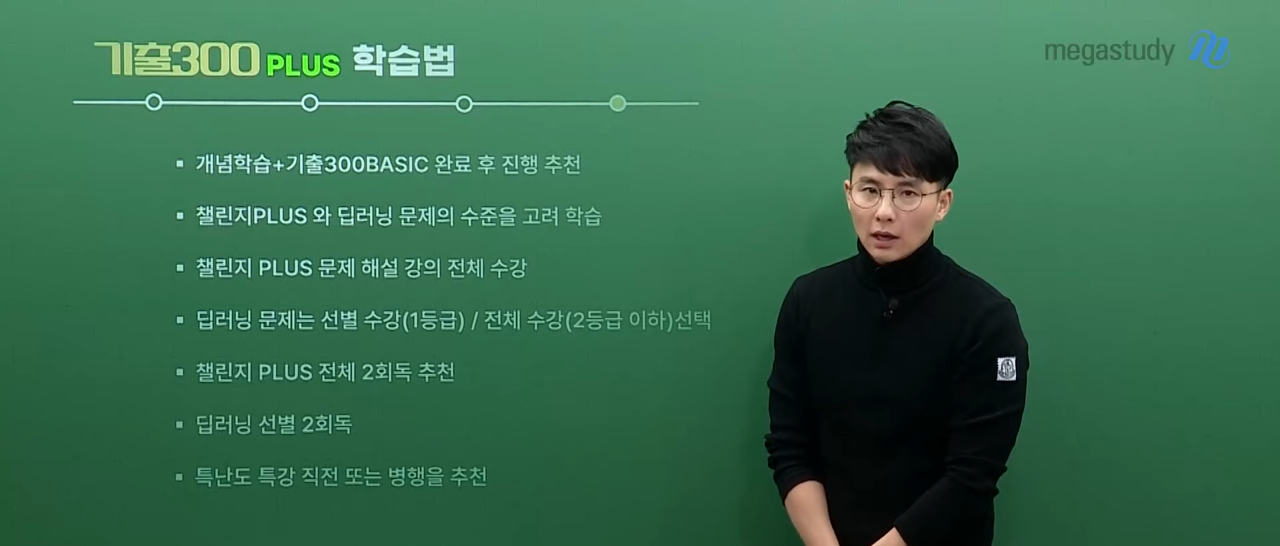 기출300 PLUS 학습법
megastudy
▪ 개념학습+기출300BASIC 완료 후 진행 추천
▪ 챌린지PLUS 와 딥러닝 문제의 수준을 고려 학습
▪ 챌린지 PLUS 문제 해설 강의 전체 수강
▪ 딥러닝 문제는 선별 수강(1등급) / 전체 수강(2등급 이하)선택
▪ 챌린지 PLUS 전체 2회독 추천
▪ 딥러닝 선별 2회독
▪ 특난도 특강 직전 또는 병행을 추천